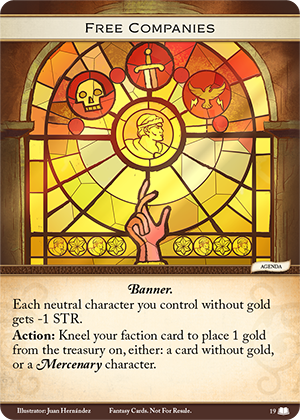 Free Companies
AGENDA
Banner.
Each neutral character you control without gold
gets -1 STR.
Action: Kneel your faction card to place 1 gold
from the treasury on, either: a card without gold,
or a Mercenary character.
Illustrator: Juan Hernández
Fantasy Cards. Not For Resale.
19